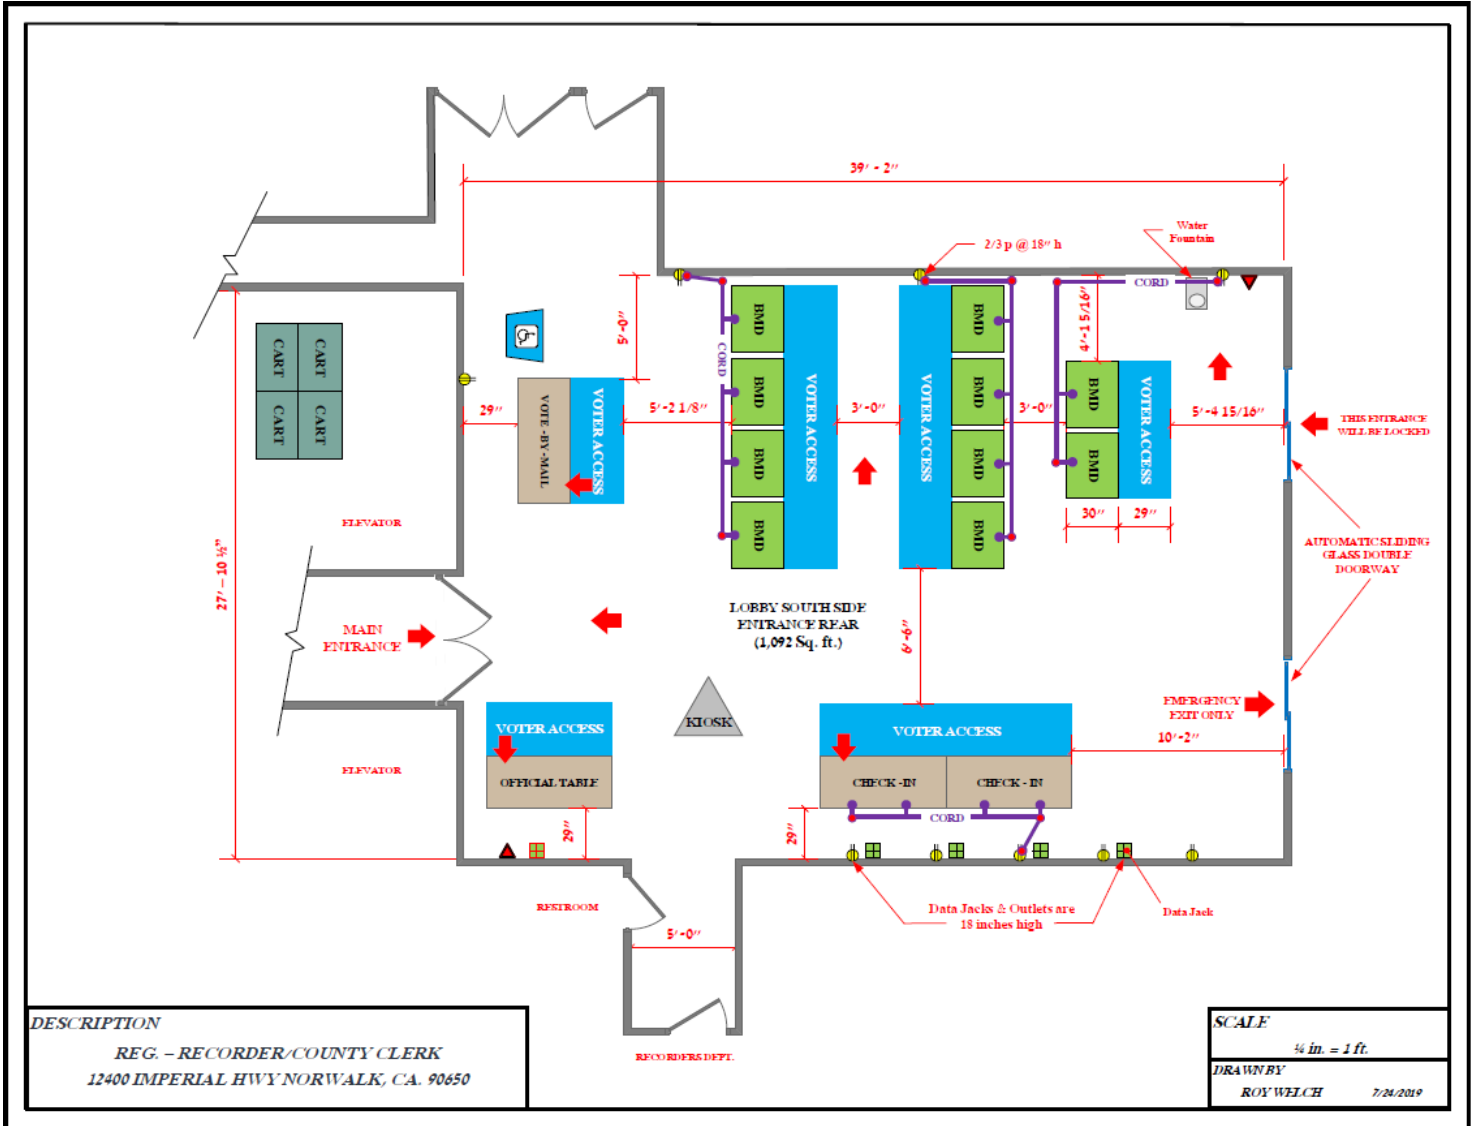 39' - 2"
Water
Fountain
2/3 p @ 18" h
CORD
5'-0"
4'-1 5/16"
BMD
BMD
BMD
BMD
VOTER ACCESS
CORD
VOTER ACCESS
BMD
BMD
BMD
BMD
BMD
BMD
VOTER ACCESS
CART
CART
CART
CART
29"
VOTE - BY - MAIL
VOTER ACCESS
5'-2 1/8"
3'-0"
3'-0"
5'-4 15/16"
THIS ENTRANCE
WILL BE LOCKED
30"
29"
ELEVATOR
27' – 10 ½"
AUTOMATIC SLIDING
GLASS DOUBLE
DOORWAY
MAIN
ENTRANCE
LOBBY SOUTH SIDE
ENTRANCE REAR
(1,092 Sq. ft.)
6'-6"
KIOSK
EMERGENCY
EXIT ONLY
VOTER ACCESS
VOTER ACCESS
10'-2"
ELEVATOR
OFFICIAL TABLE
CHECK - IN
CHECK - IN
29"
29"
CORD
RESTROOM
Data Jacks & Outlets are
18 inches high
Data Jack
5'-0"
RECORDERS DEPT.
DESCRIPTION
REG. – RECORDER/COUNTY CLERK
12400 IMPERIAL HWY NORWALK, CA. 90650
SCALE
¼ in. = 1 ft.
DRAWN BY
ROY WELCH 7/24/2019